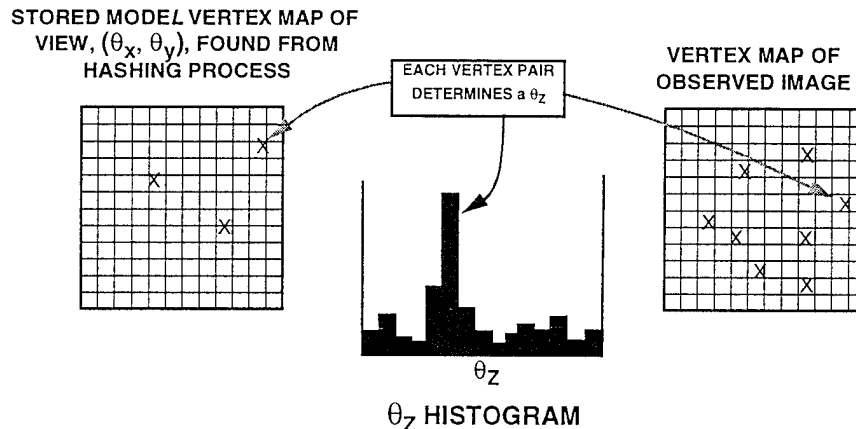 STORED MODEL VERTEX MAP OF
VIEW, (θx, θy), FOUND FROM
HASHING PROCESS
EACH VERTEX PAIR
DETERMINES a θZ
VERTEX MAP OF
OBSERVED IMAGE
X
X
X
X
X
X
X
X
X
X
X
θZ
θZ HISTOGRAM